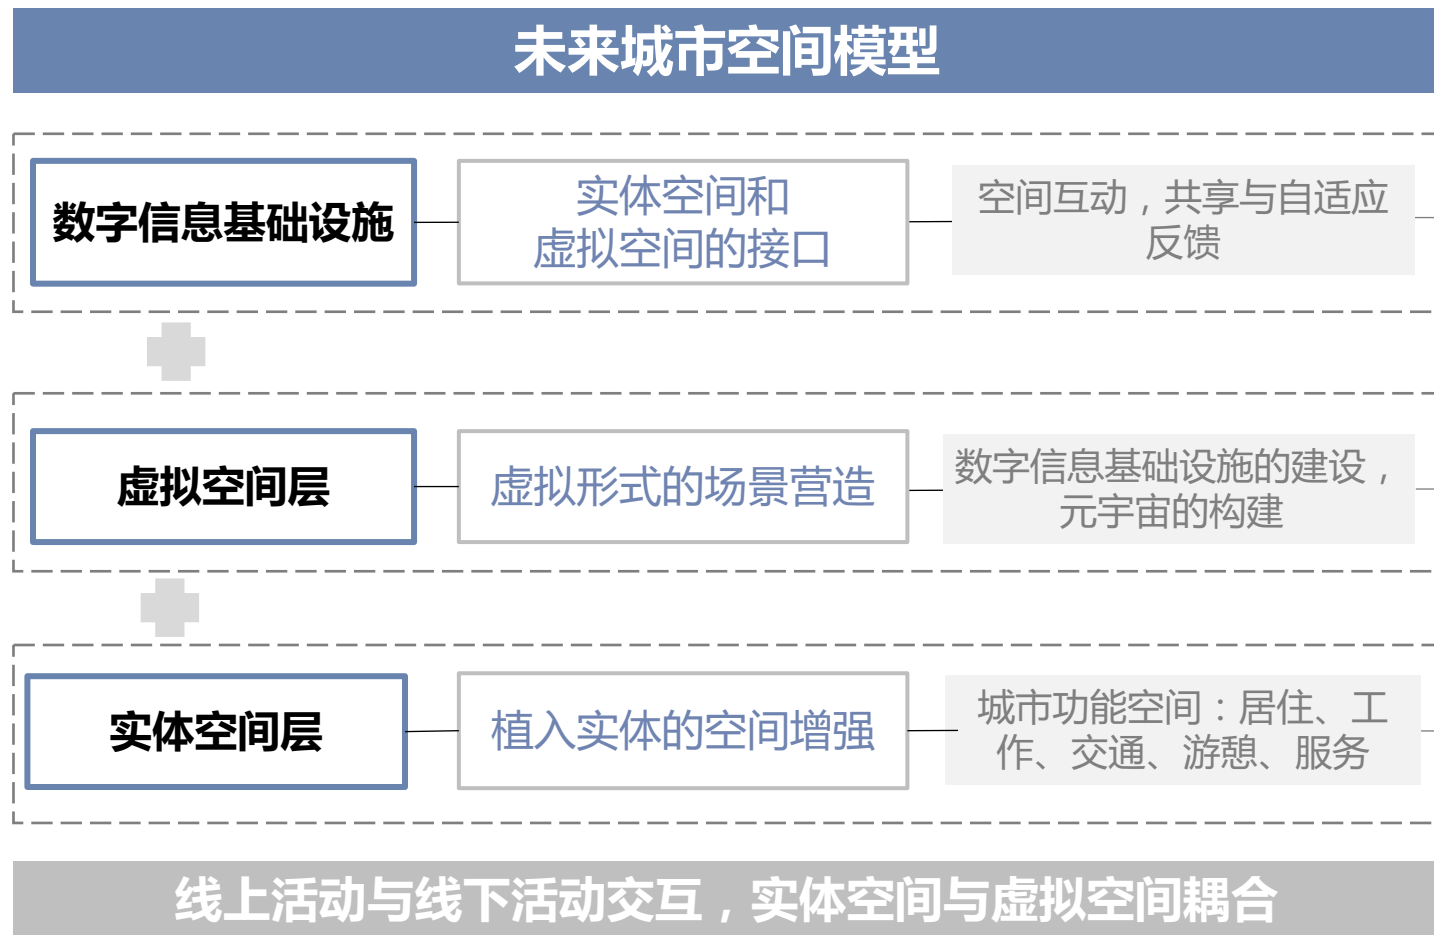 未来城市空间模型
数字信息基础设施
实体空间和
虚拟空间的接口
空间互动，共享与自适应
反馈
虚拟空间层
虚拟形式的场景营造
数字信息基础设施的建设，
元宇宙的构建
实体空间层
植入实体的空间增强
城市功能空间：居住、工
作、交通、游憩、服务
线上活动与线下活动交互，实体空间与虚拟空间耦合